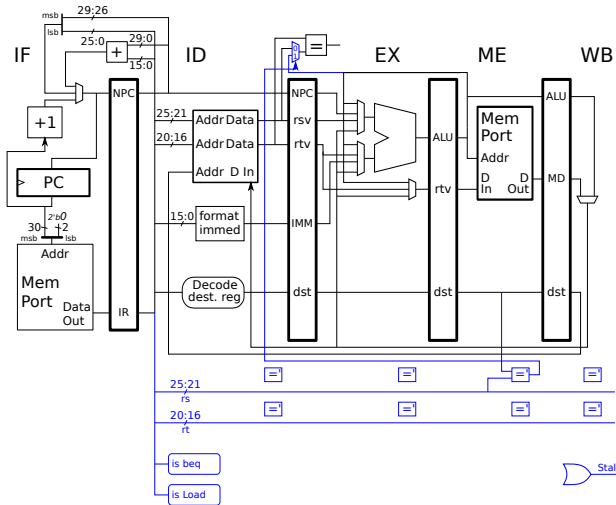 29:26
msb
lsb
25:0
29:0
15:0
+
=
0
1
IF
ID
EX
ME
WB
NPC
NPC
ALU
+1
25:21
Addr Data
rsv
Mem
Port
20:16
Addr Data
rtv
ALU
Addr
PC
Addr D In
D
In
D
Out
MD
rtv
2'b0
30
2
msb
lsb
15:0
format
immed
IMM
Addr
Mem
Port
Data
Out
IR
Decode
dest. reg
dst
dst
dst
='
='
='
='
25:21
rs
='
='
='
='
20:16
rt
is beq
is Load
Stal